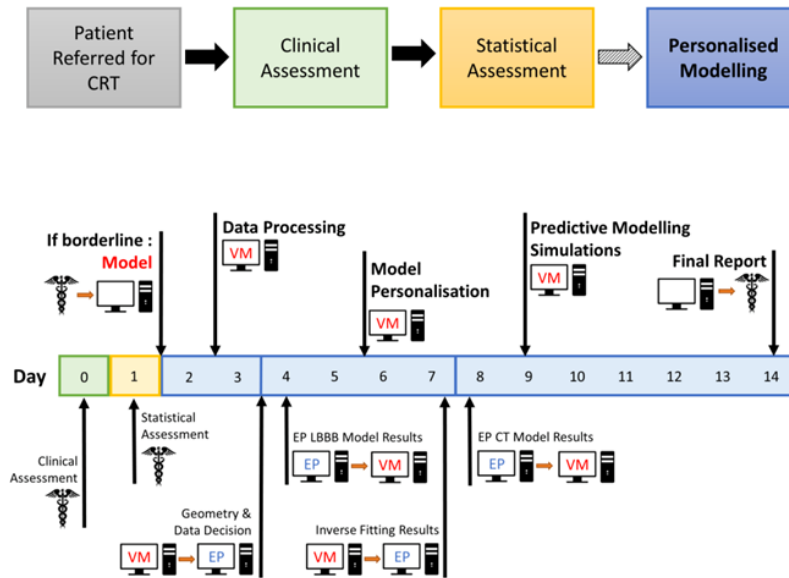 Patient
Referred for
CRT
Clinical
Assessment
Statistical
Assessment
Personalised
Modelling
If borderline :
Model
Data Processing
VM
Model
Personalisation
VM
Predictive Modelling
Simulations
VM
Final Report
Day 0 1 2 3 4 5 6 7 8 9 10 11 12 13 14
Clinical
Assessment
Statistical
Assessment
Geometry &
Data Decision
VM EP
EP LBBB Model Results
EP VM
Inverse Fitting Results
VM EP
EP CT Model Results
EP VM